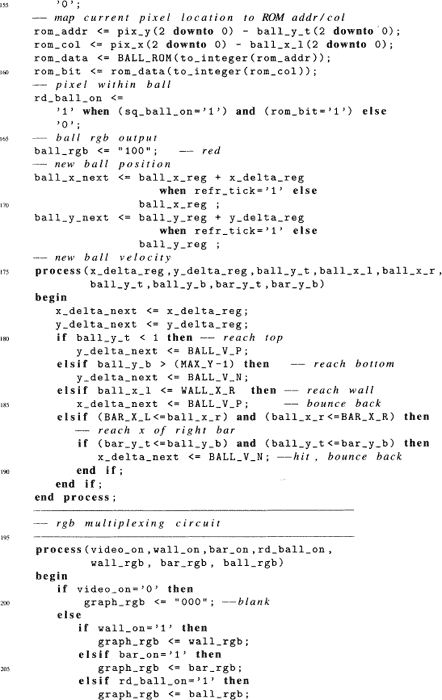 155 '0';
— map current pixel location to ROM addr/col
rom_addr <= pix_y(2 downto 0) - ball_y_t(2 downto 0);
rom_col <= pix_x(2 downto 0) - ball_x_l(2 downto 0);
rom_data <= BALL_ROM(to_integer(rom_addr));
160 rom_bit <= rom_data(to_integer(rom_col));
— pixel within ball
rd_ball_on <=
'1' when (sq_ball_on='1') and (rom_bit='1') else
'0';
165 — ball rgb output
ball_rgb <= "100"; — red
— new ball position
ball_x_next <= ball_x_reg + x_delta_reg
when refr_tick='1' else
170 ball_x_reg ;
ball_y_next <= ball_y_reg + y_delta_reg
when refr_tick='1' else
ball_y_reg ;
— new ball velocity
175 process(x_delta_reg,y_delta_reg,ball_y_t,ball_x_l,ball_x_r,
ball_y_t,ball_y_b,bar_y_t,bar_y_b)
begin
x_delta_next <= x_delta_reg;
y_delta_next <= y_delta_reg;
180 if ball_y_t < 1 then — reach top
y_delta_next <= BALL_V_P;
elsif ball_y_b > (MAX_Y-1) then — reach bottom
y_delta_next <= BALL_V_N;
elsif ball_x_l <= WALL_X_R then — reach wall
185 x_delta_next <= BALL_V_P; — bounce back
elsif (BAR_X_L<=ball_x_r) and (ball_x_r<=BAR_X_R) then
— reach x of right bar
if (bar_y_t<=ball_y_b) and (ball_y_t<=bar_y_b) then
x_delta_next <= BALL_V_N; —hit, bounce back
190 end if;
end if;
end process;
— rgb multiplexing circuit
195
process(video_on,wall_on,bar_on,rd_ball_on,
wall_rgb, bar_rgb, ball_rgb)
begin
if video_on='0' then
200 graph_rgb <= "000"; —blank
else
if wall_on='1' then
graph_rgb <= wall_rgb;
elsif bar_on='1' then
205 graph_rgb <= bar_rgb;
elsif rd_ball_on='1' then
graph_rgb <= ball_rgb;